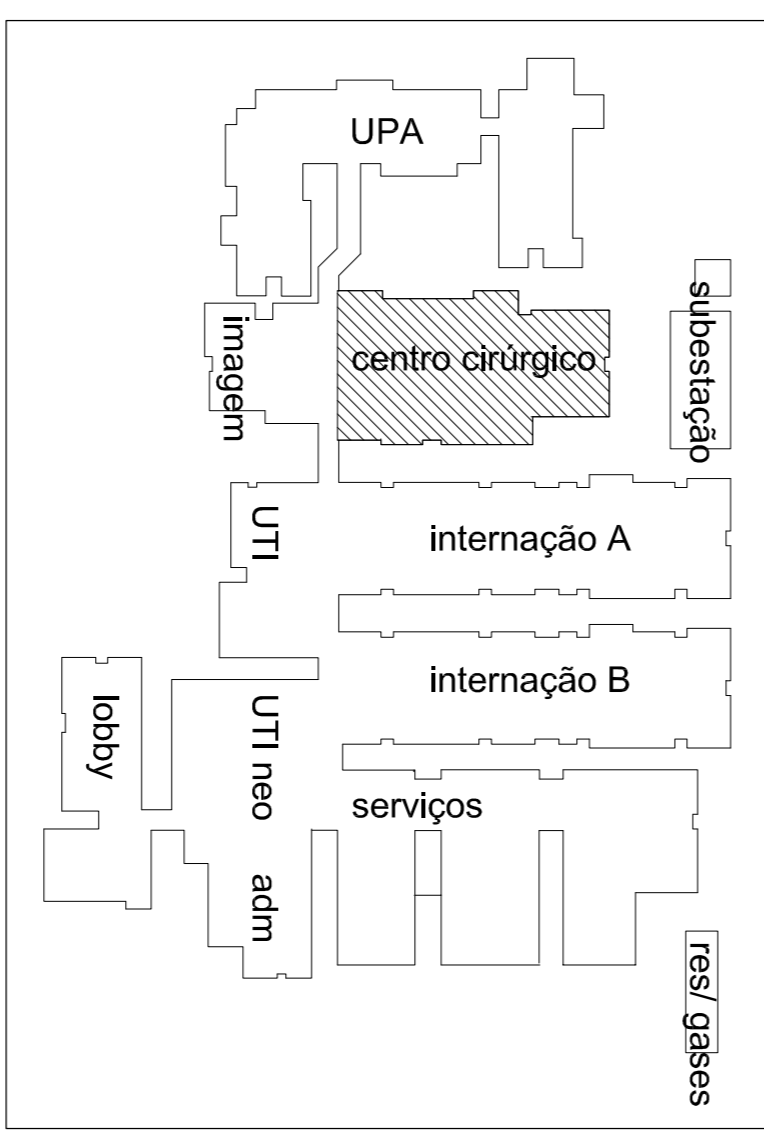 UPA
subestação
imagem
centro cirúrgico
UTI
internação A
internação B
lobby
UTI neo
serviços
adm
res/ gases